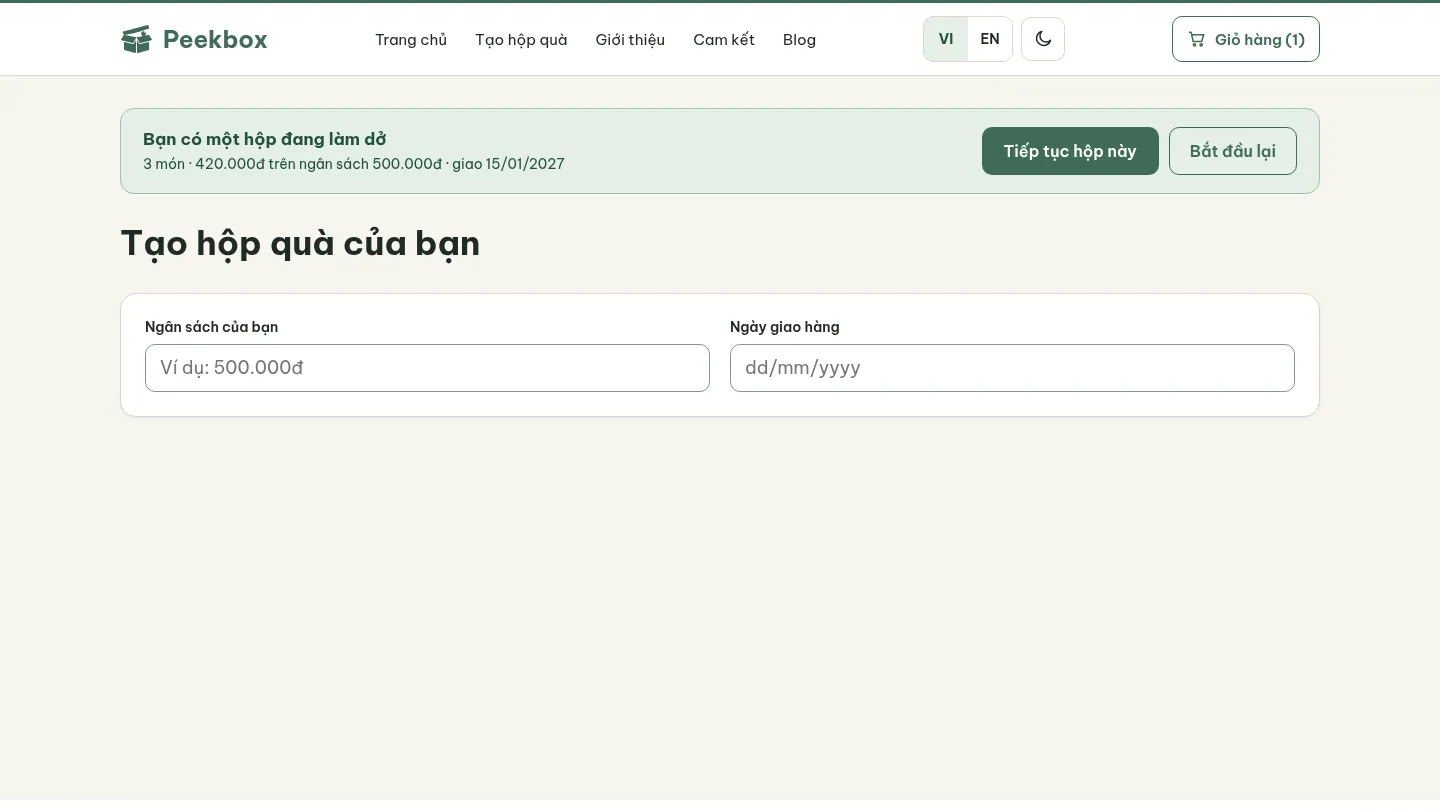 Peekbox
Trang chủ
Tạo hộp quà
Giới thiệu
Cam kết
Blog
VI
EN
Giỏ hàng (1)
Bạn có một hộp đang làm dở
3 món · 420.000đ trên ngân sách 500.000đ · giao 15/01/2027
Tiếp tục hộp này
Bắt đầu lại
Tạo hộp quà của bạn
Ngân sách của bạn
Ngày giao hàng
Ví dụ: 500.000đ
dd/mm/yyyy